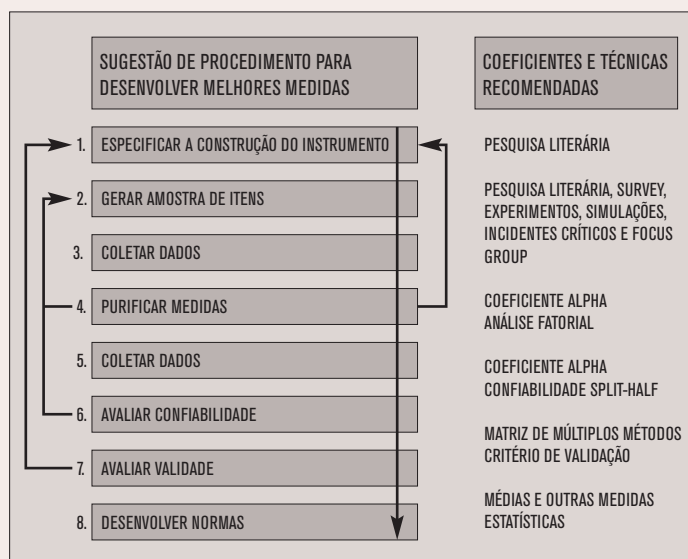 SUGESTÃO DE PROCEDIMENTO PARA
DESENVOLVER MELHORES MEDIDAS
1. ESPECIFICAR A CONSTRUÇÃO DO INSTRUMENTO
2. GERAR AMOSTRA DE ITENS
3. COLETAR DADOS
4. PURIFICAR MEDIDAS
5. COLETAR DADOS
6. AVALIAR CONFIABILIDADE
7. AVALIAR VALIDADE
8. DESENVOLVER NORMAS
COEFICIENTES E TÉCNICAS
RECOMENDADAS
PESQUISA LITERÁRIA
PESQUISA LITERÁRIA, SURVEY,
EXPERIMENTOS, SIMULAÇÕES,
INCIDENTES CRÍTICOS E FOCUS
GROUP
COEFICIENTE ALPHA
ANÁLISE FATORIAL
COEFICIENTE ALPHA
CONFIABILIDADE SPLIT-HALF
MATRIZ DE MÚLTIPLOS MÉTODOS
CRITÉRIO DE VALIDAÇÃO
MÉDIAS E OUTRAS MEDIDAS
ESTATÍSTICAS